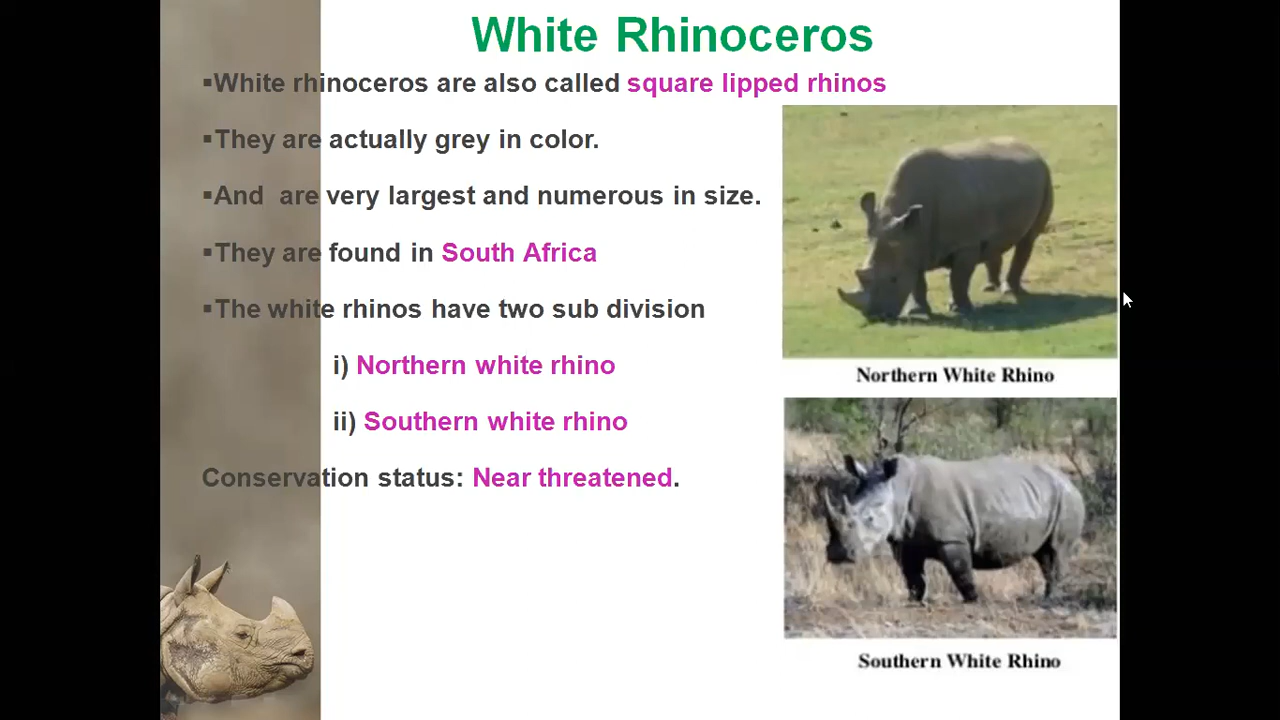 White Rhinoceros
▪White rhinoceros are also called square lipped rhinos
▪They are actually grey in color.
▪And are very largest and numerous in size.
▪They are found in South Africa
▪The white rhinos have two sub division
i) Northern white rhino
ii) Southern white rhino
Conservation status: Near threatened.
Northern White Rhino
Southern White Rhino